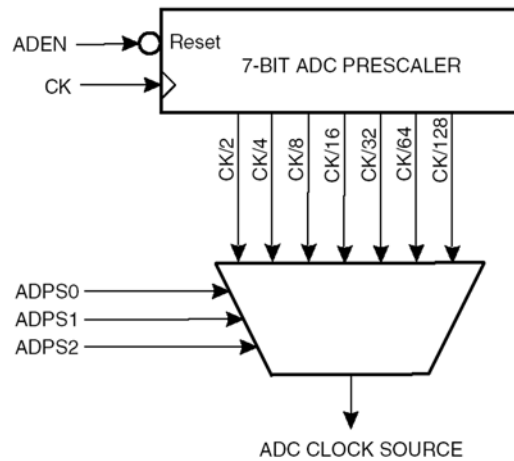 ADEN
Reset
7-BIT ADC PRESCALER
CK
CK/2
CK/4
CK/8
CK/16
CK/32
CK/64
CK/128
ADPS0
ADPS1
ADPS2
ADC CLOCK SOURCE